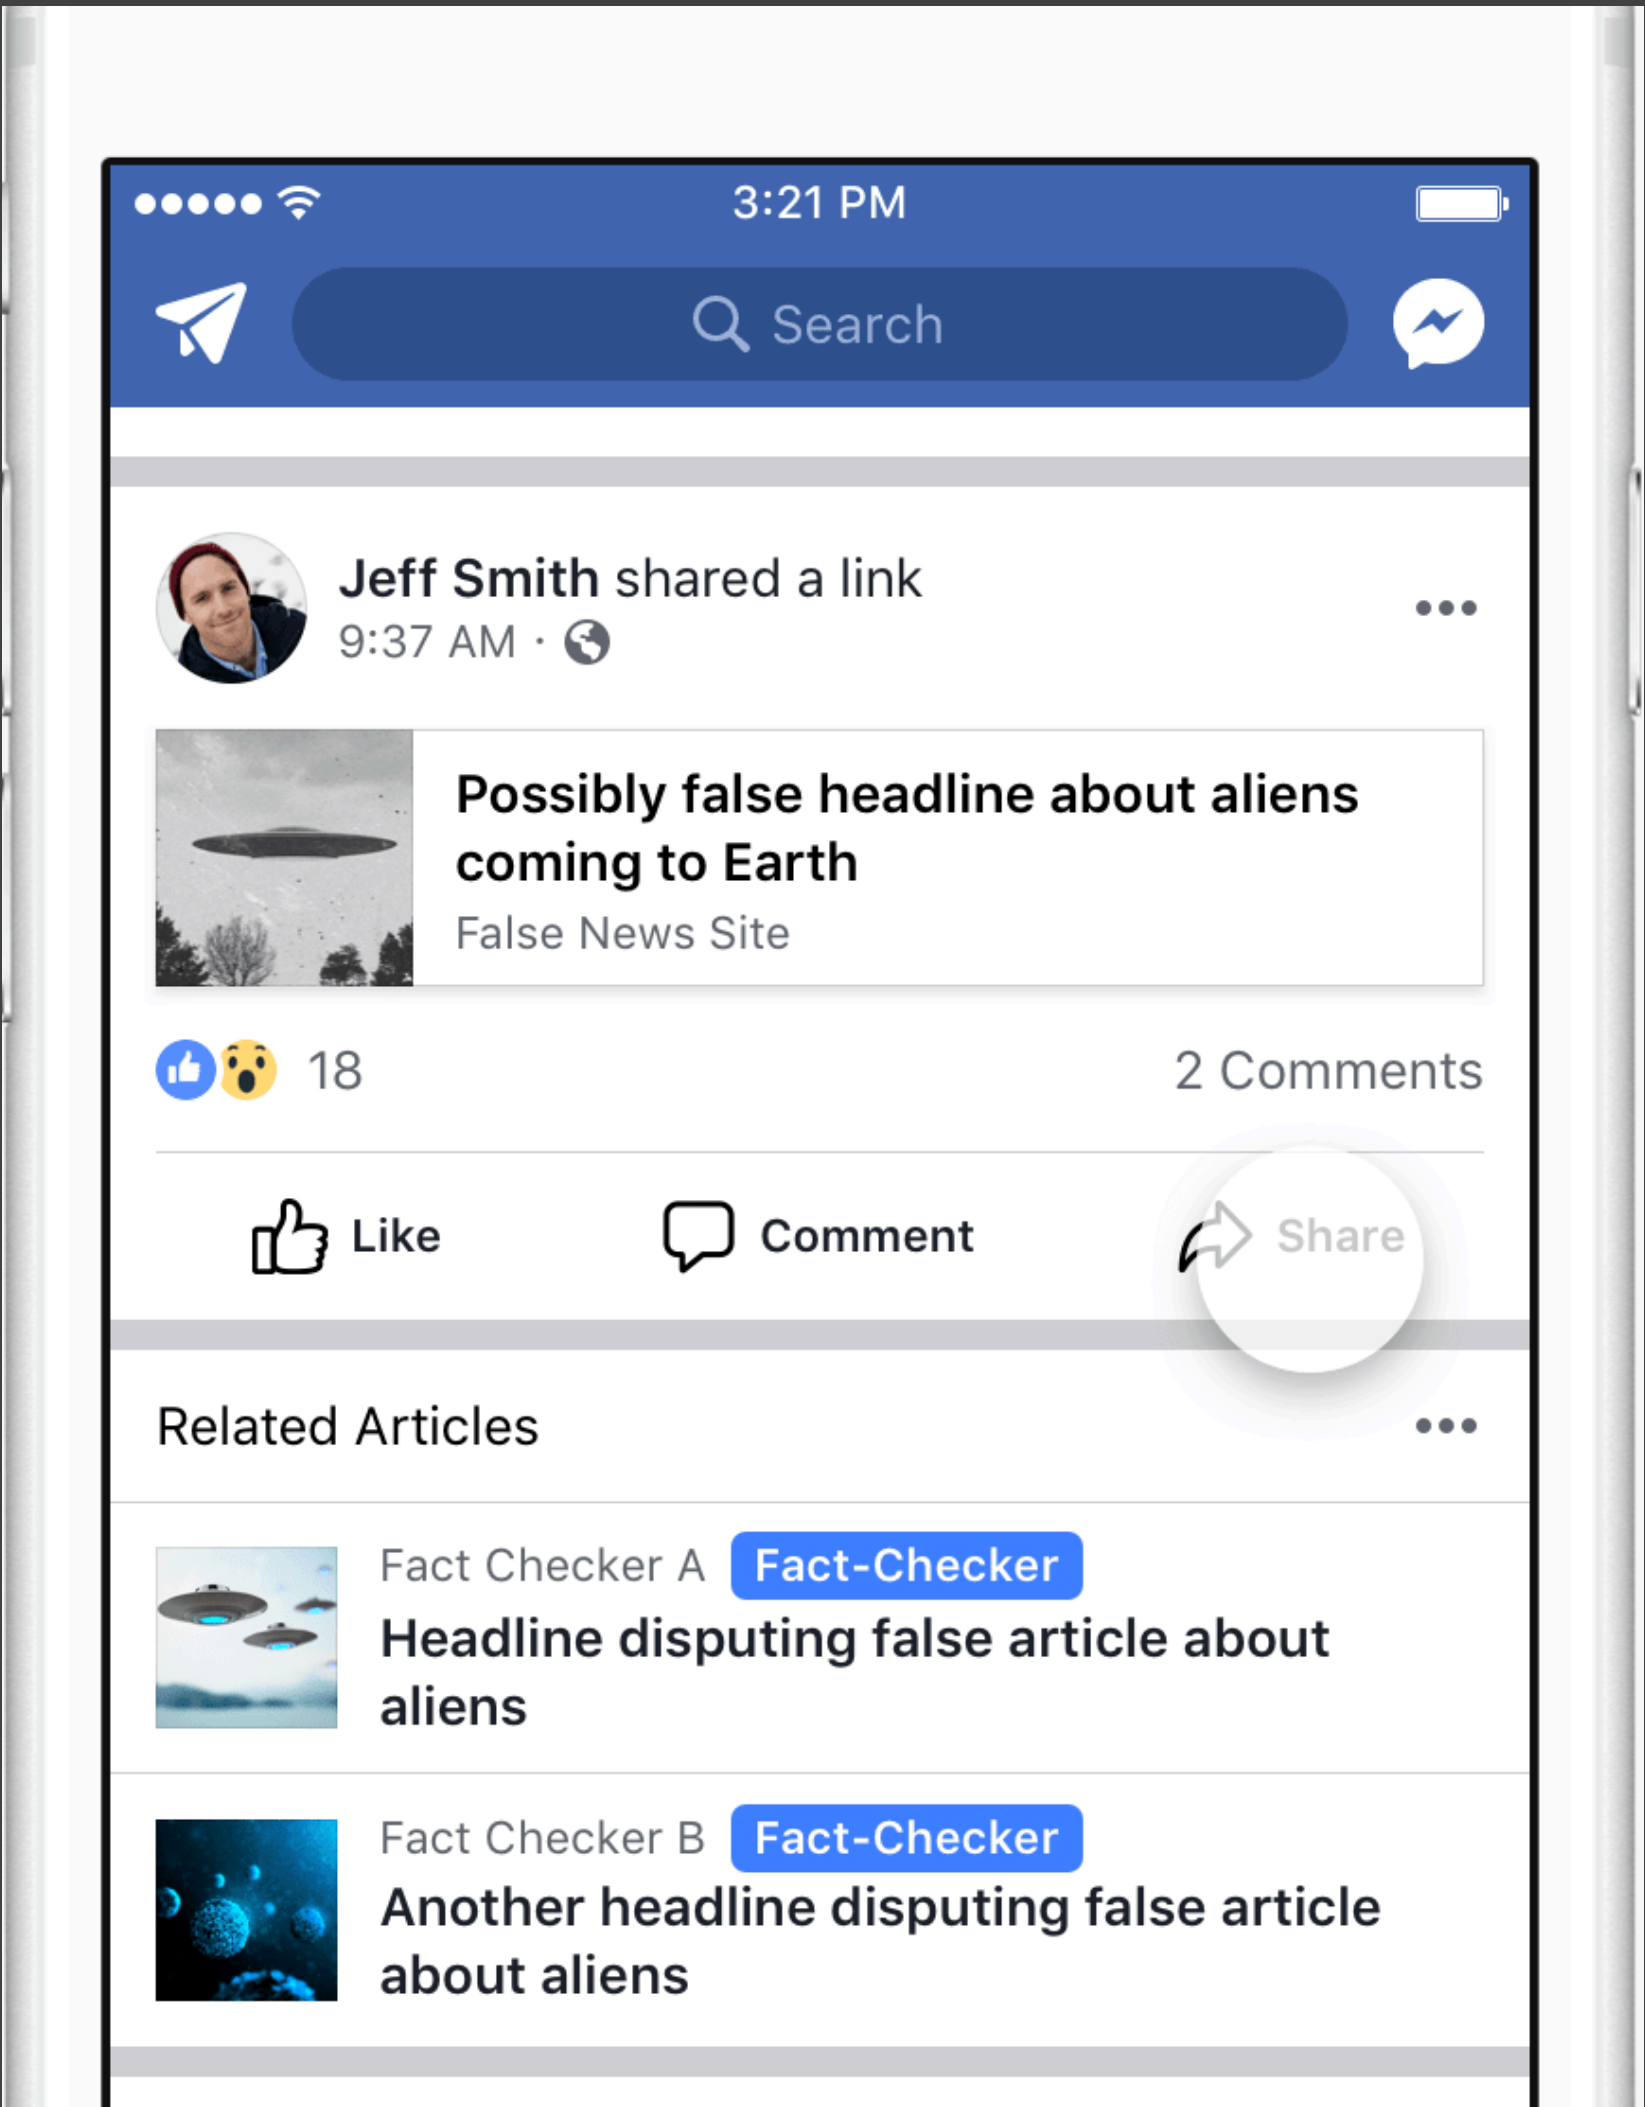 3:21 PM
Search
Jeff Smith shared a link
9:37 AM ·
Possibly false headline about aliens
coming to Earth
False News Site
18
2 Comments
Like
Comment
Share
Related Articles
Fact Checker A Fact-Checker
Headline disputing false article about
aliens
Fact Checker B Fact-Checker
Another headline disputing false article
about aliens